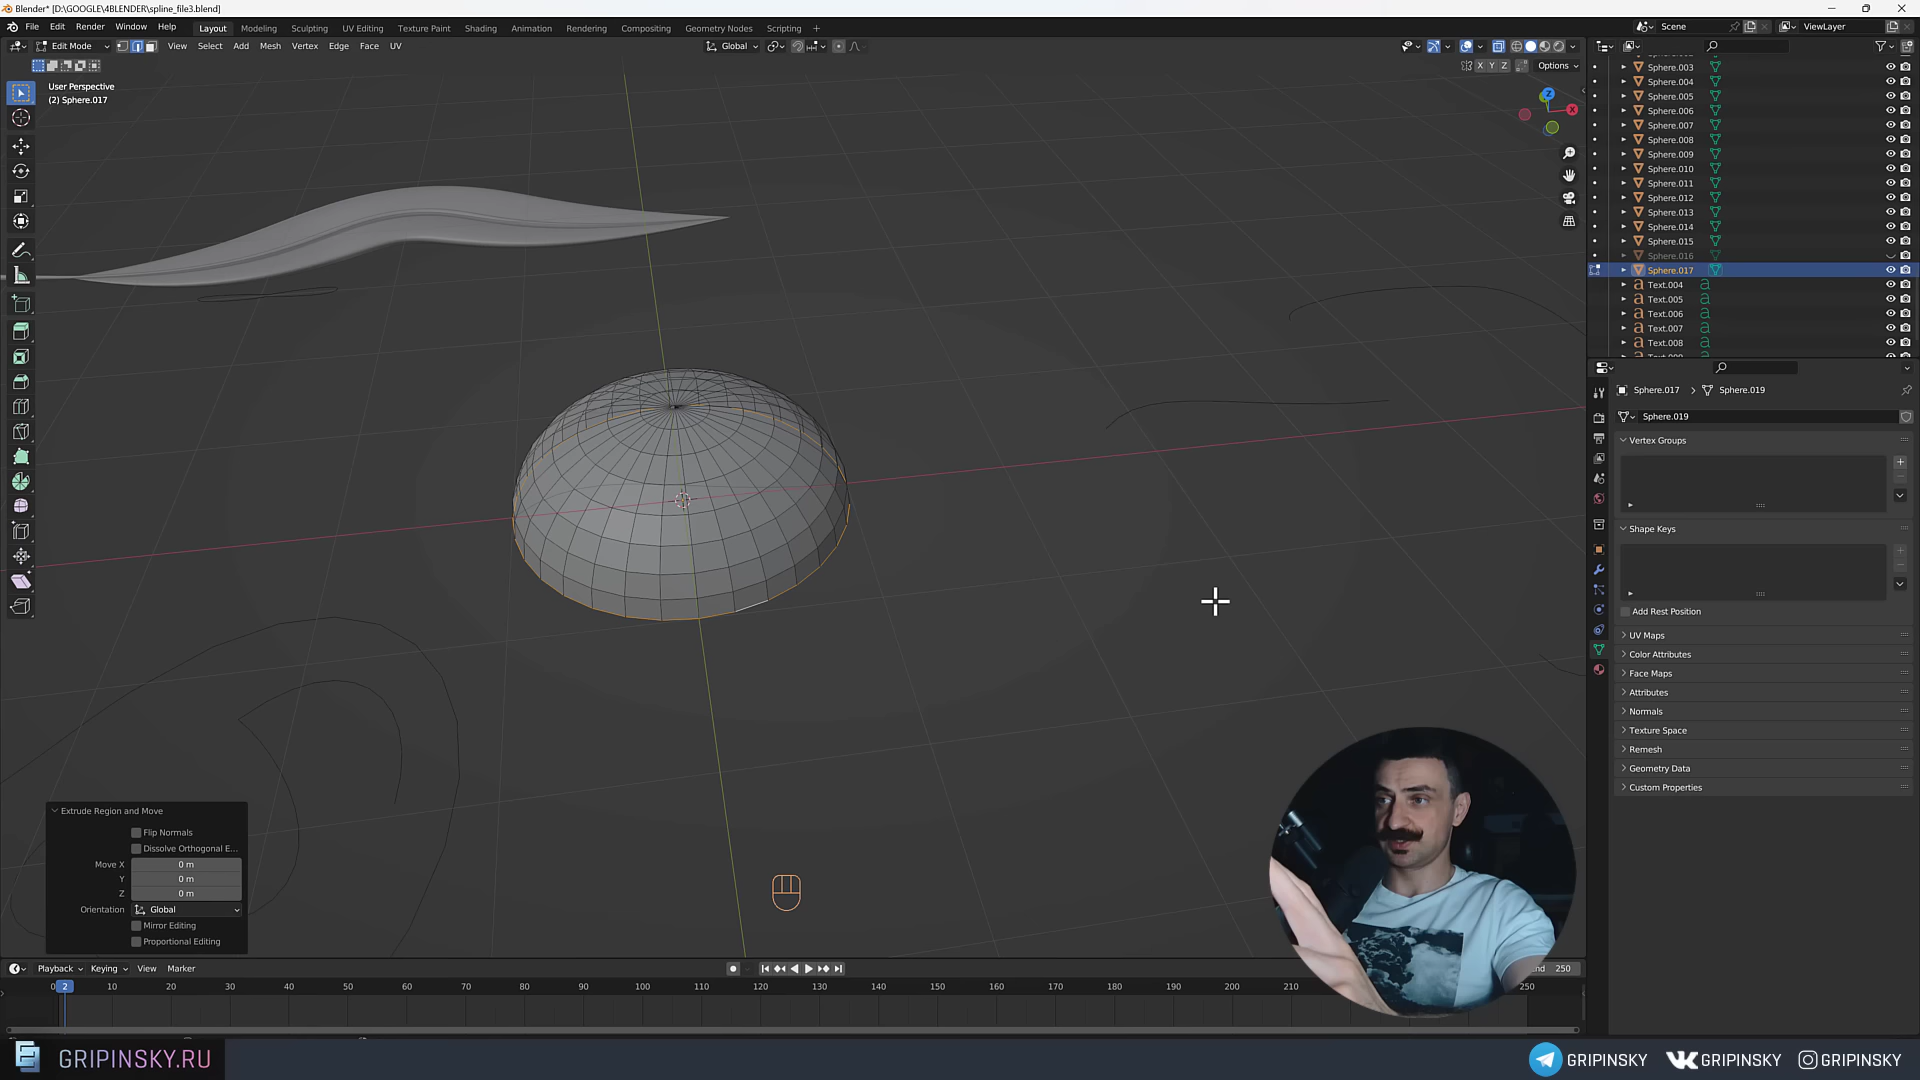 Blender* [D:\GOOGLE\4BLENDER\spline_file3.blend]
File Edit Render Window Help
Layout Modeling Sculpting UV Editing Texture Paint Shading Animation Rendering Compositing Geometry Nodes Scripting +
Scene
ViewLayer
Edit Mode
View Select Add Mesh Vertex Edge Face UV
Global
X Y Z
Options
User Perspective
(2) Sphere.017
Z
X
Sphere.003
Sphere.004
Sphere.005
Sphere.006
Sphere.007
Sphere.008
Sphere.009
Sphere.010
Sphere.011
Sphere.012
Sphere.013
Sphere.014
Sphere.015
Sphere.016
Sphere.017
Text.004
Text.005
Text.006
Text.007
Text.008
Sphere.017 > Sphere.019
Sphere.019
Vertex Groups
Shape Keys
Add Rest Position
UV Maps
Color Attributes
Face Maps
Attributes
Normals
Texture Space
Remesh
Geometry Data
Custom Properties
Extrude Region and Move
Flip Normals
Dissolve Orthogonal E...
Move X 0 m
Y 0 m
Z 0 m
Orientation Global
Mirror Editing
Proportional Editing
Playback Keying View Marker
250
0 2 10 20 30 40 50 60 70 80 90 100 110 120 130 140 150 160 170 180 190 200 210 250
GRIPINSKY.RU
GRIPINSKY GRIPINSKY GRIPINSKY